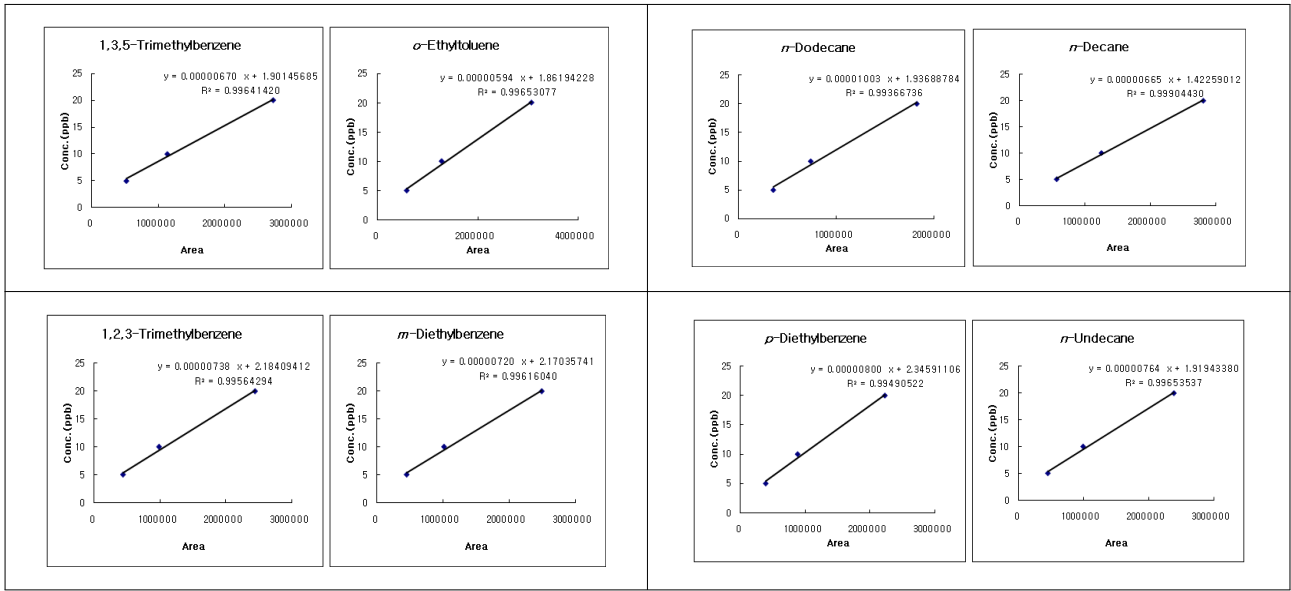 1,3,5-Trimethylbenzene
y = 0.00000670 x + 1.90145685
R² = 0.99641420
25
20
15
10
5
0
Conc.(ppb)
0 1000000 2000000 3000000
Area
o-Ethyltoluene
y = 0.00000594 x + 1.86194228
R² = 0.99653077
25
20
15
10
5
0
Conc.(ppb)
0 2000000 4000000
Area
n-Dodecane
y = 0.00001003 x + 1.93688784
R² = 0.99366736
25
20
15
10
5
0
Conc.(ppb)
0 1000000 2000000
Area
n-Decane
y = 0.00000665 x + 1.42259012
R² = 0.99904430
25
20
15
10
5
0
Conc.(ppb)
0 1000000 2000000 3000000
Area
1,2,3-Trimethylbenzene
y = 0.00000738 x + 2.18409412
R² = 0.99564294
25
20
15
10
5
0
Conc.(ppb)
0 1000000 2000000 3000000
Area
m-Diethylbenzene
y = 0.00000720 x + 2.17035741
R² = 0.99616040
25
20
15
10
5
0
Conc.(ppb)
0 1000000 2000000 3000000
Area
p-Diethylbenzene
y = 0.00000800 x + 2.34591106
R² = 0.99490522
25
20
15
10
5
0
Conc.(ppb)
0 1000000 2000000 3000000
Area
n-Undecane
y = 0.00000764 x + 1.91943380
R² = 0.99653537
25
20
15
10
5
0
Conc.(ppb)
0 1000000 2000000 3000000
Area